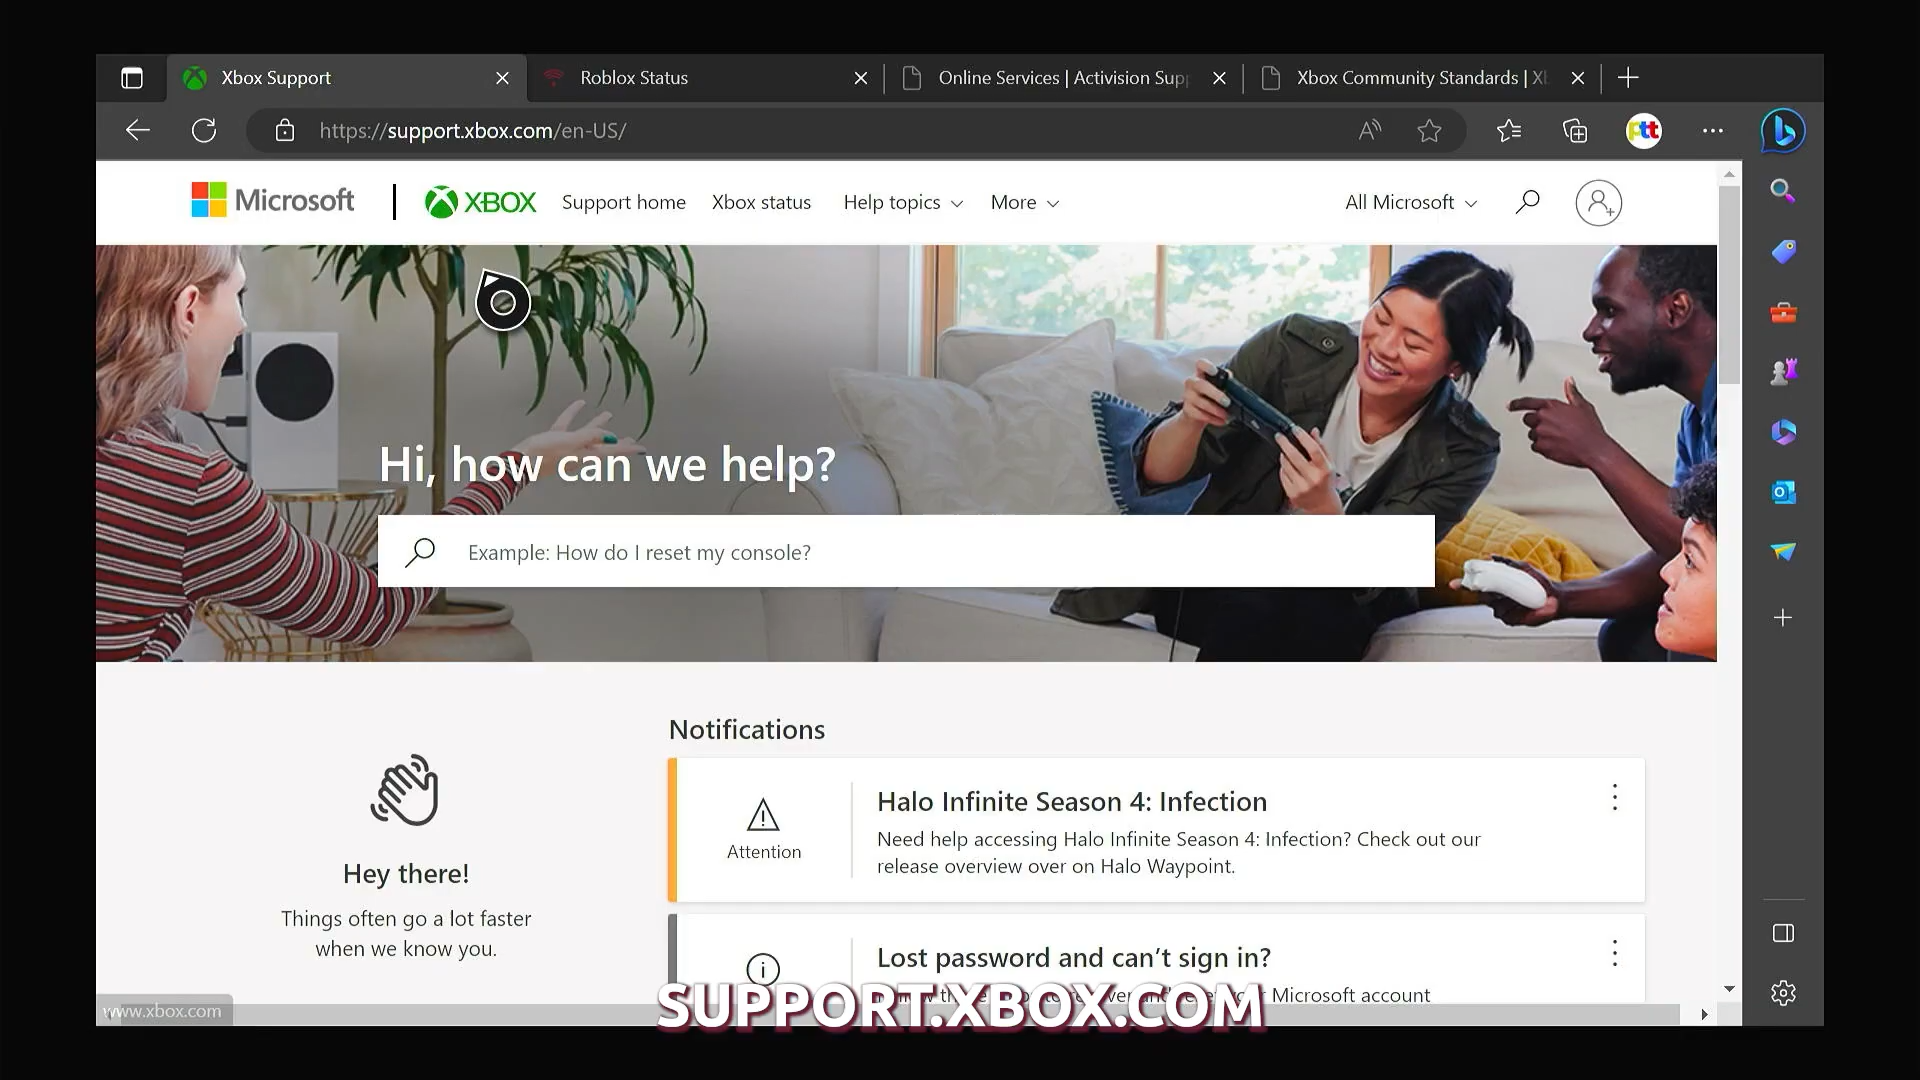 Xbox Support
Roblox Status
Online Services | Activision Sup
Xbox Community Standards | X
https://support.xbox.com/en-US/
ptt
Microsoft
XBOX
Support home
Xbox status
Help topics
More
All Microsoft
Hi, how can we help?
Example: How do I reset my console?
Notifications
Attention
Halo Infinite Season 4: Infection
Need help accessing Halo Infinite Season 4: Infection? Check out our
release overview over on Halo Waypoint.
Hey there!
Things often go a lot faster
when we know you.
Lost password and can't sign in?
Microsoft account
www.xbox.com
SUPPORT.XBOX.COM